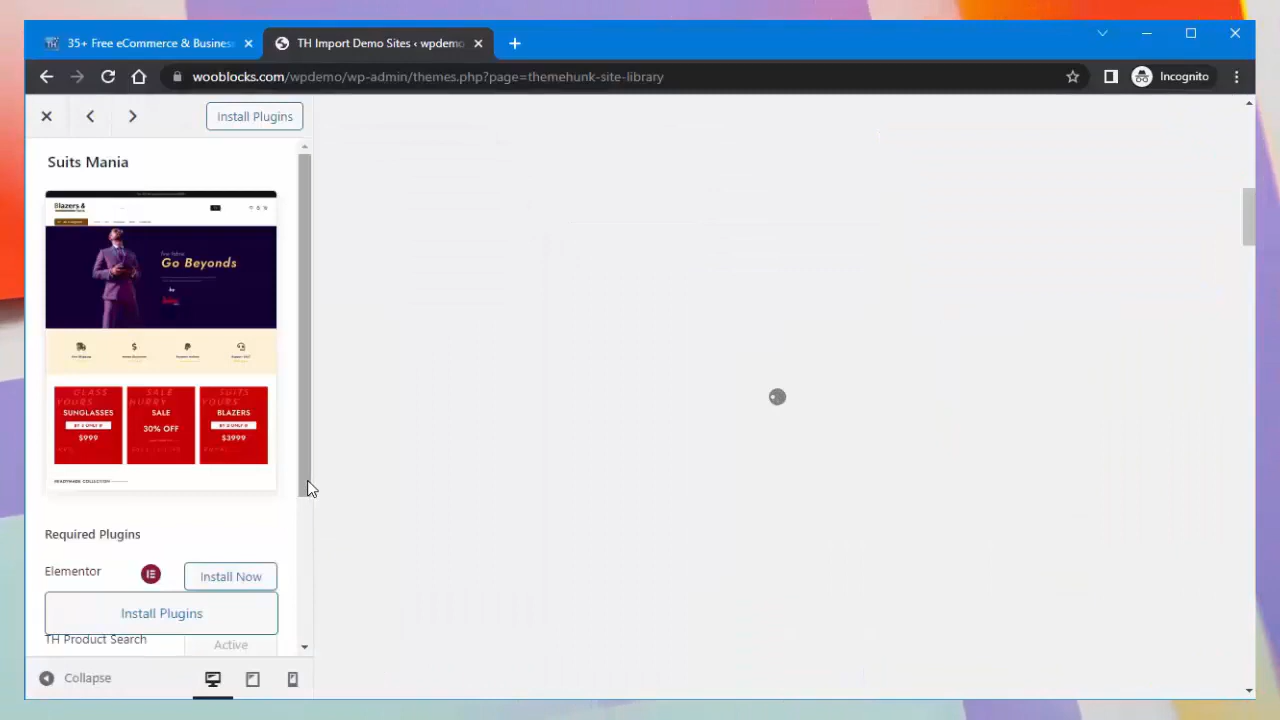 35+ Free eCommerce & Busines
TH Import Demo Sites ‹ wpdemo
wooblocks.com/wpdemo/wp-admin/themes.php?page=themehunk-site-library
Incognito
Install Plugins
Suits Mania
Blazers &
Go Beyonds
SUNGLASSES
$999
SALE
30% OFF
BLAZERS
$3999
Required Plugins
Elementor
Install Now
Install Plugins
TH Product Search
Active
Collapse